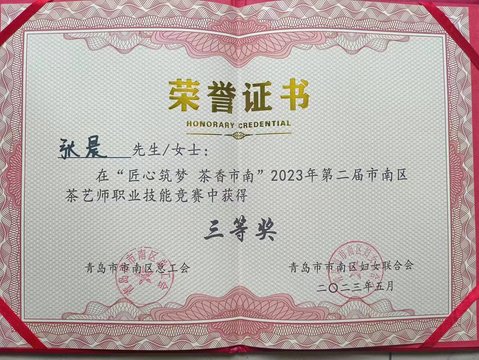 荣誉证书
HONORARY CREDENTIAL
张晨 先生/女士：
在“匠心筑梦 茶香市南”2023年第二届市南区
茶艺师职业技能竞赛中获得
三等奖
青岛市市南区总工会 青岛市市南区妇女联合会
二〇二三年五月